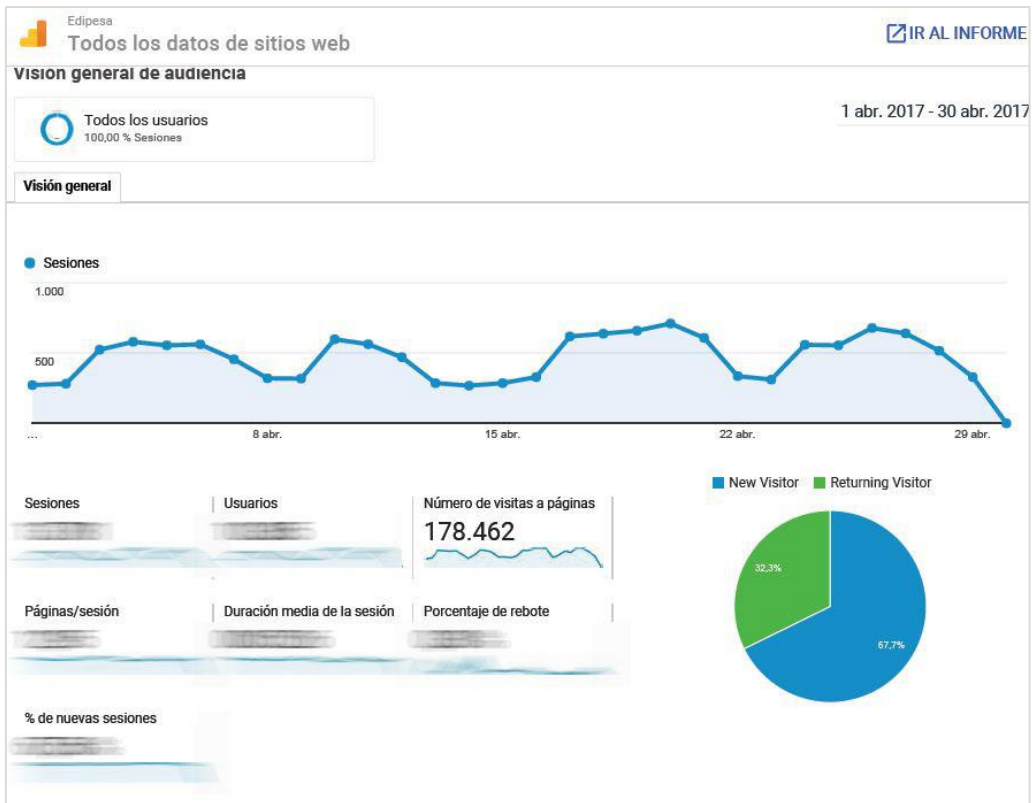 Edipesa
Todos los datos de sitios web
IR AL INFORME
Visión general de audiencia
Todos los usuarios
100,00 % Sesiones
1 abr. 2017 - 30 abr. 2017
Visión general
Sesiones
1.000
500
...
8 abr.
15 abr.
22 abr.
29 abr.
Sesiones
Usuarios
Número de visitas a páginas
178.462
New Visitor
Returning Visitor
32,3%
67,7%
Páginas/sesión
Duración media de la sesión
Porcentaje de rebote
% de nuevas sesiones